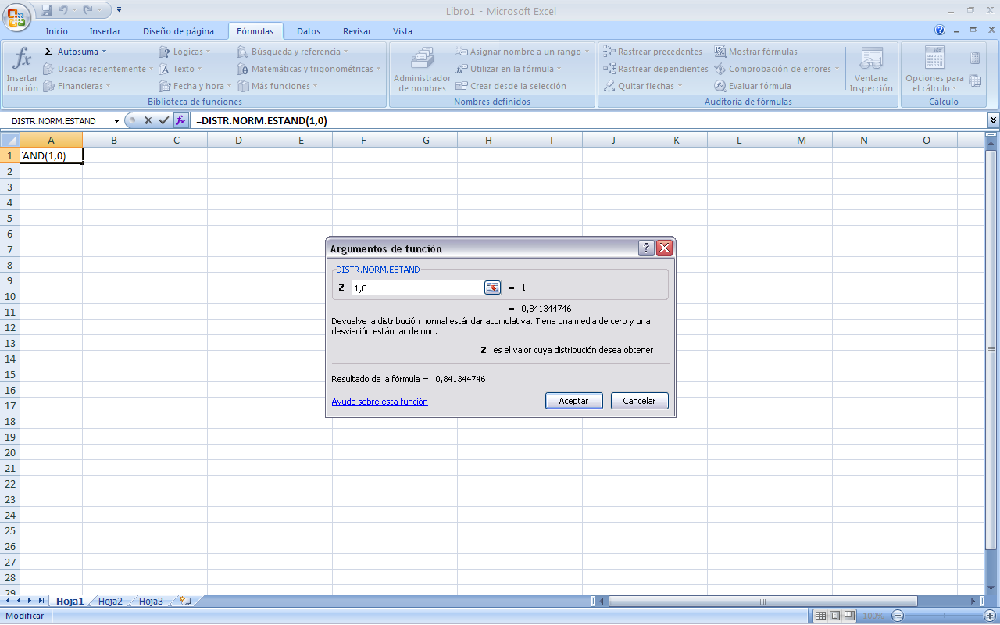 Libro1 - Microsoft Excel
Inicio Insertar Diseño de página Fórmulas Datos Revisar Vista
fx Insertar función
Σ Autosuma
Usadas recientemente
Financieras
Lógicas
Texto
Fecha y hora
Búsqueda y referencia
Matemáticas y trigonométricas
Más funciones
Biblioteca de funciones
Administrador de nombres
Asignar nombre a un rango
Utilizar en la fórmula
Crear desde la selección
Nombres definidos
Rastrear precedentes
Rastrear dependientes
Quitar flechas
Mostrar fórmulas
Comprobación de errores
Evaluar fórmula
Ventana Inspección
Auditoría de fórmulas
Opciones para el cálculo
Cálculo
DISTR.NORM.ESTAND fx =DISTR.NORM.ESTAND(1,0)
A B C D E F G H I J K L M N O
1 AND(1,0)
2
3
4
5
6
7
8
9
10
11
12
13
14
15
16
17
18
19
20
21
22
23
24
25
26
27
28
29
Argumentos de función
DISTR.NORM.ESTAND
Z 1,0 = 1
= 0,841344746
Devuelve la distribución normal estándar acumulativa. Tiene una media de cero y una
desviación estándar de uno.
Z es el valor cuya distribución desea obtener.
Resultado de la fórmula = 0,841344746
Ayuda sobre esta función
Aceptar Cancelar
Hoja1 Hoja2 Hoja3
Modificar 100%